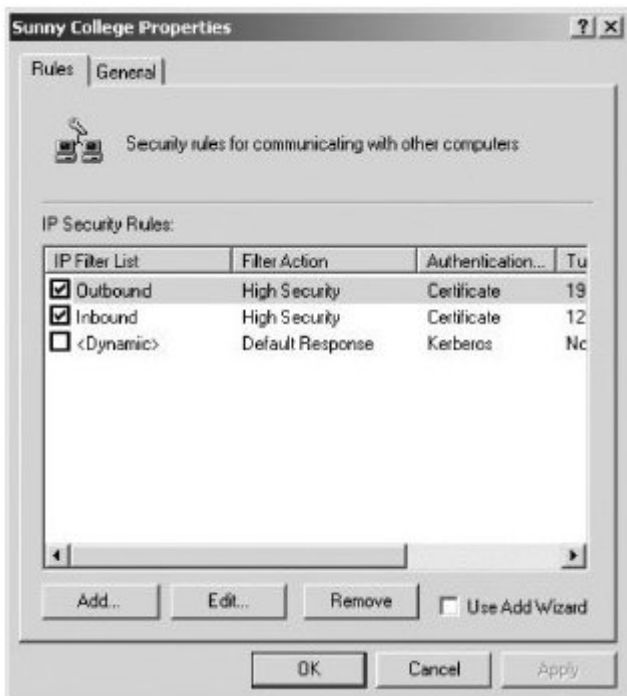 Sunny College Properties
Rules General
Security rules for communicating with other computers
IP Security Rules:
IP Filter List Filter Action Authentication... Tu
Outbound High Security Certificate 19
Inbound High Security Certificate 12
<Dynamic> Default Response Kerberos No
Add... Edit... Remove Use Add Wizard
OK Cancel Apply